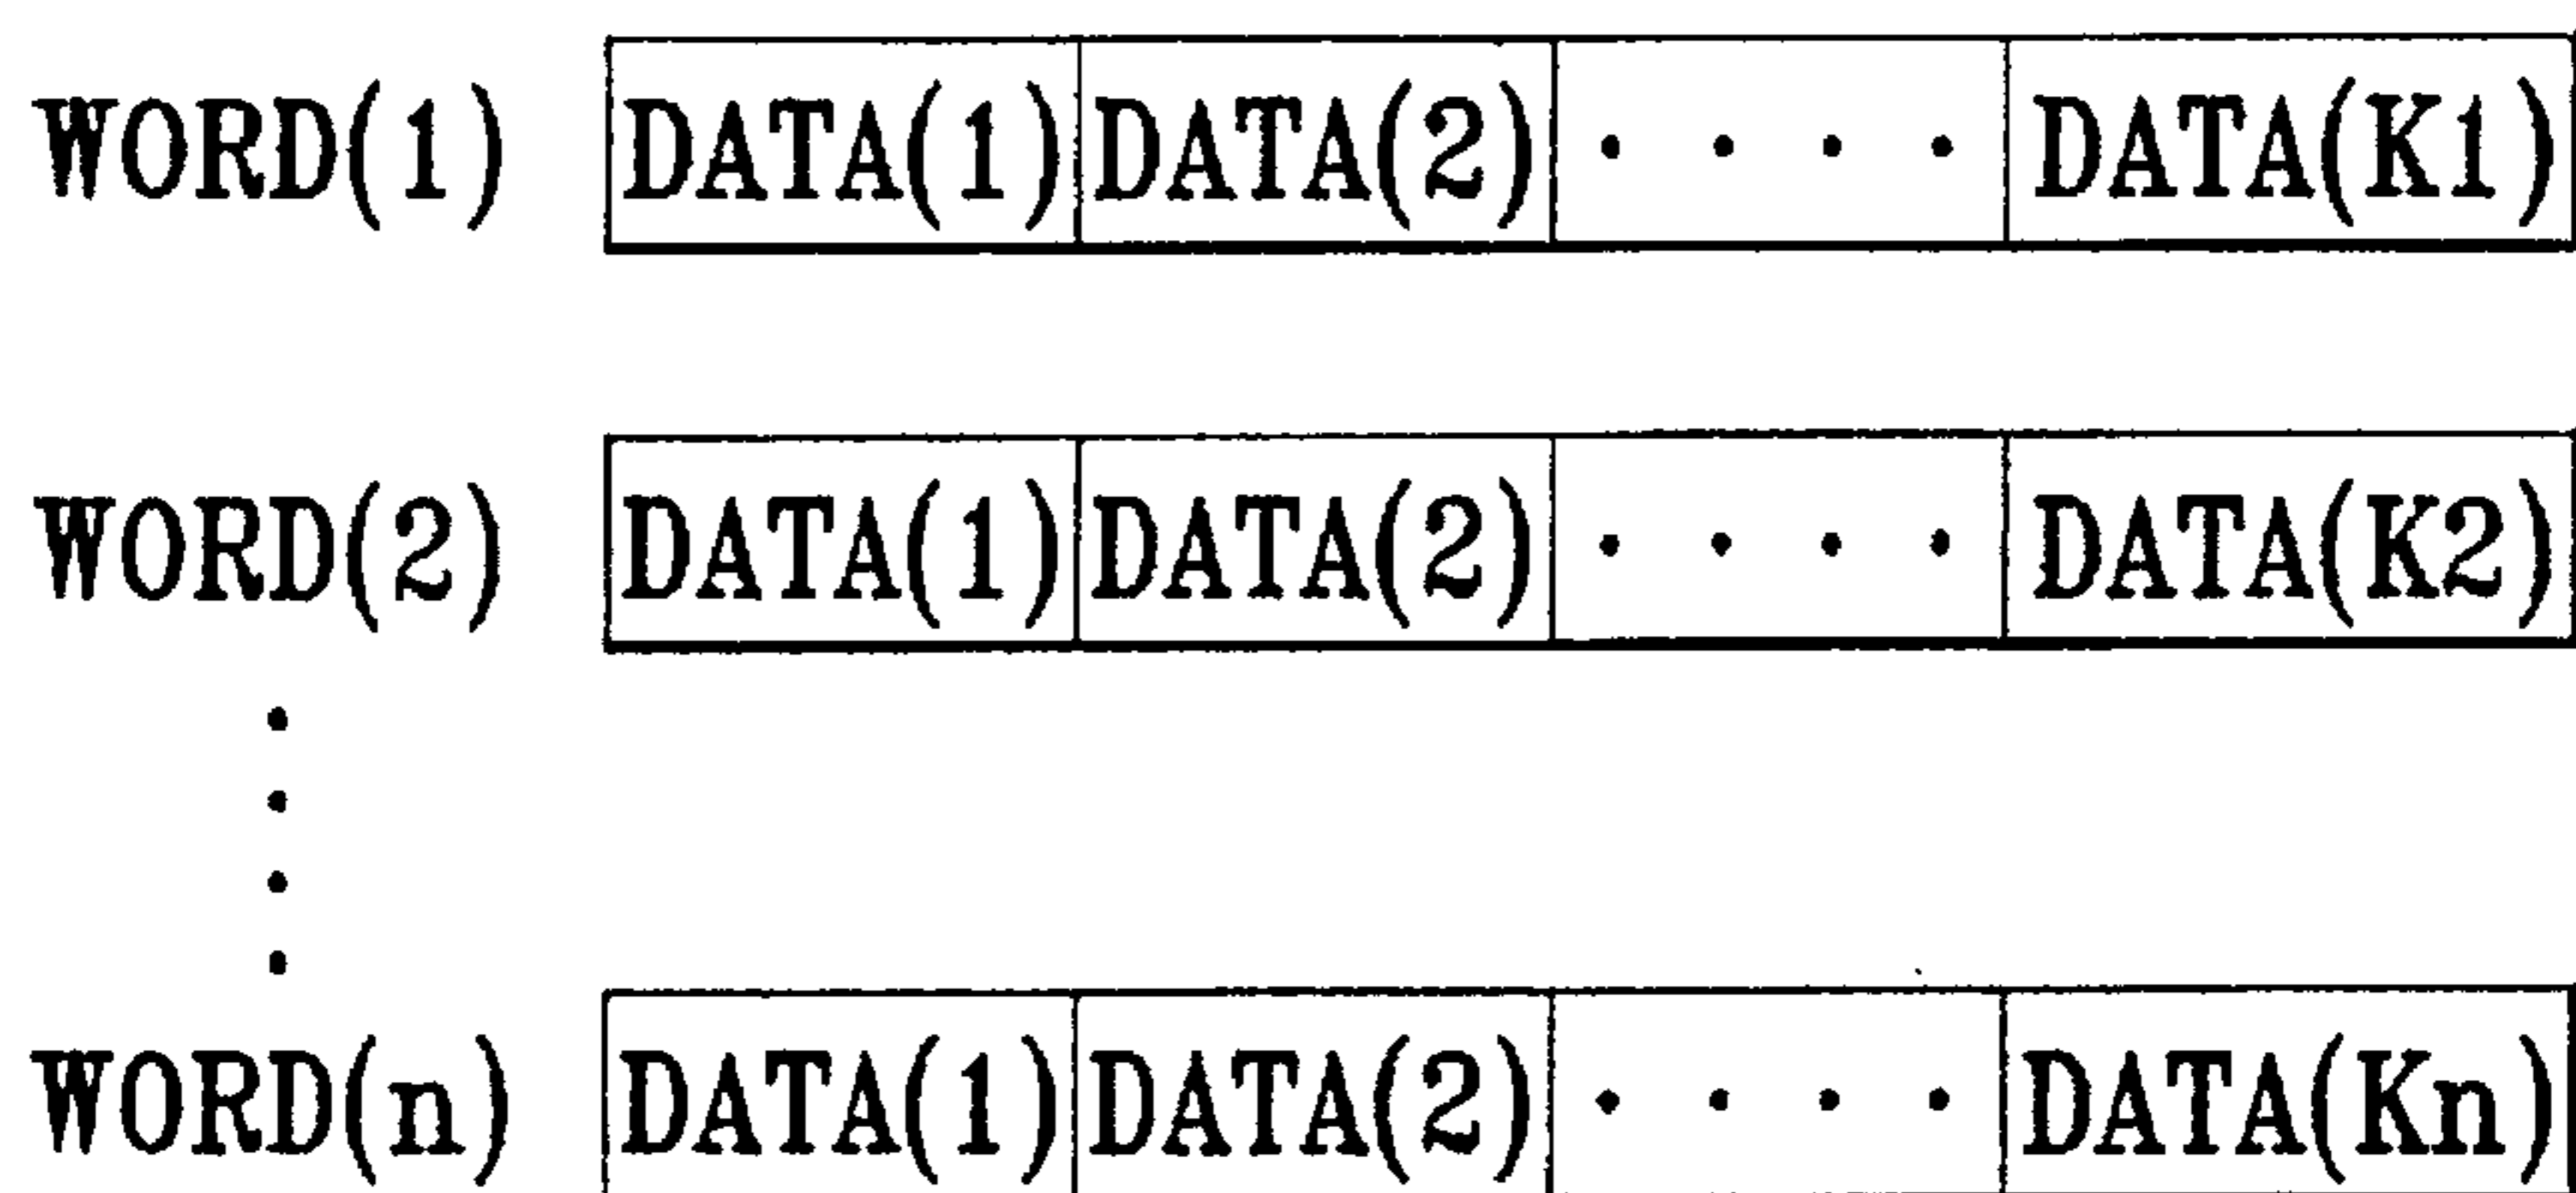 WORD(1) DATA(1) DATA(2) · · · · DATA(K1)
WORD(2) DATA(1) DATA(2) · · · · DATA(K2)
·
·
·
·
WORD(n) DATA(1) DATA(2) · · · · DATA(Kn)